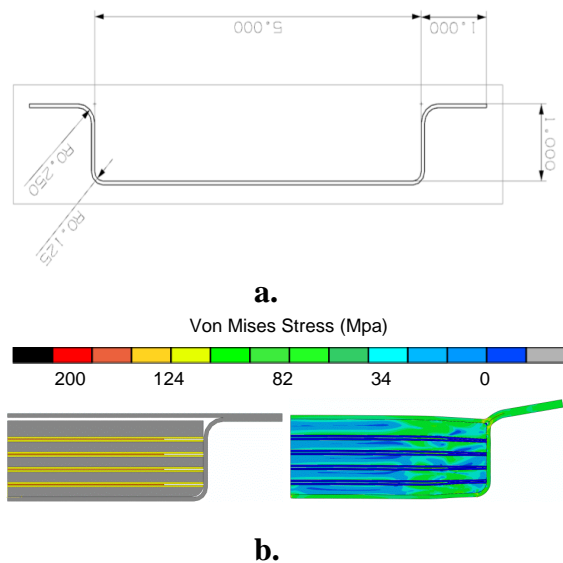 5.000
1.000
1.000
R0.250
R0.125
a.
Von Mises Stress (Mpa)
200 124 82 34 0
b.